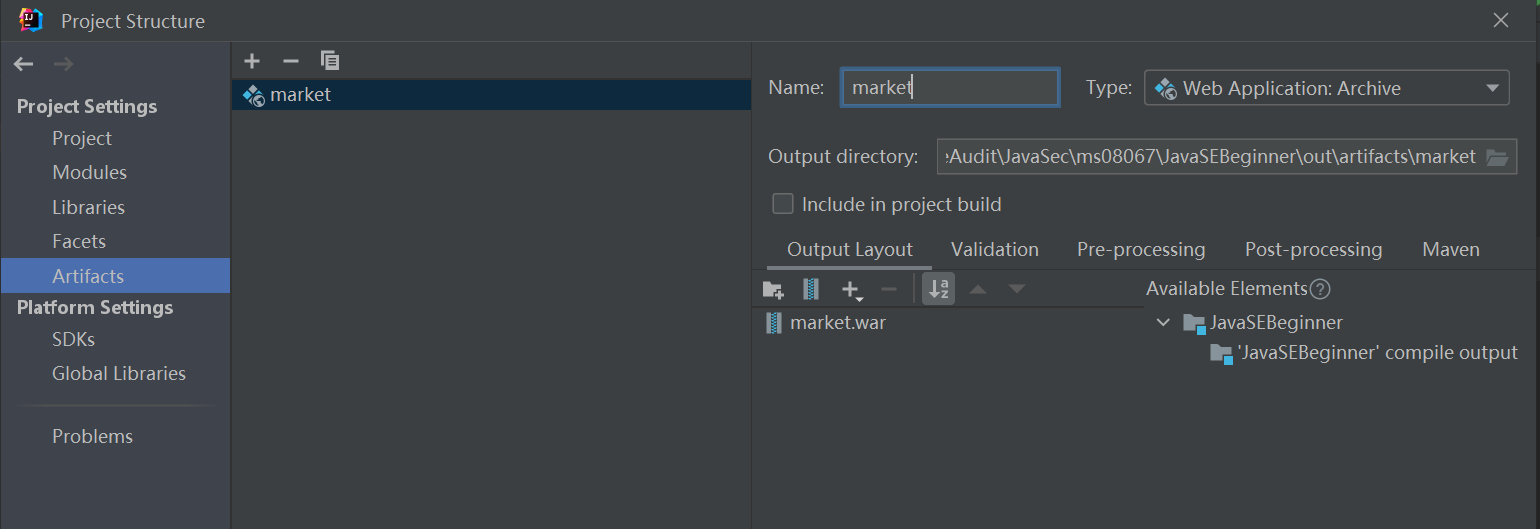 Project Structure
Project Settings
Project
Modules
Libraries
Facets
Artifacts
Platform Settings
SDKs
Global Libraries
Problems
market
Name: market Type: Web Application: Archive
Output directory: eAudit\JavaSec\ms08067\JavaSEBeginner\out\artifacts\market
Include in project build
Output Layout Validation Pre-processing Post-processing Maven
Available Elements
market.war
JavaSEBeginner
'JavaSEBeginner' compile output